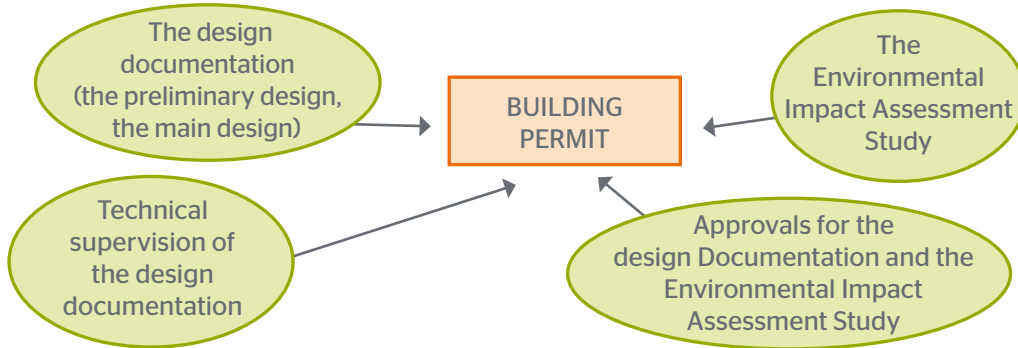 The design
documentation
(the preliminary design,
the main design)
BUILDING
PERMIT
The
Environmental
Impact Assessment
Study
Technical
supervision of
the design
documentation
Approvals for the
design Documentation and the
Environmental Impact
Assessment Study